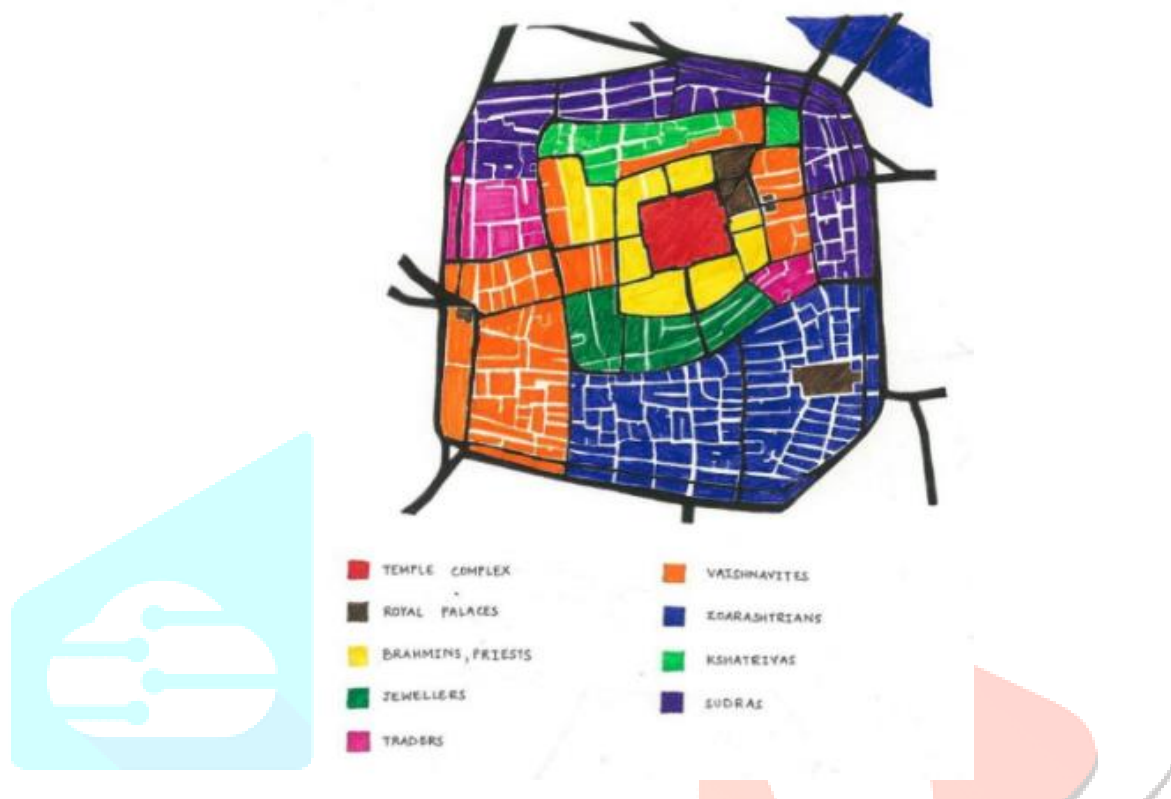 TEMPLE COMPLEX
ROYAL PALACES
BRAHMINS, PRIESTS
JEWELLERS
TRADERS
VAISHNAVITES
ZOARASHTRIANS
KSHATRIYAS
SUDRAS